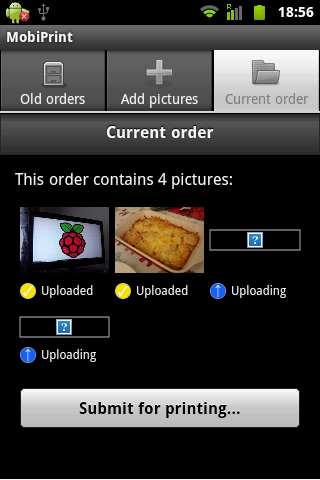 18:56
MobiPrint
Old orders
Add pictures
Current order
Current order
This order contains 4 pictures:
Uploaded
Uploaded
Uploading
Uploading
Submit for printing...